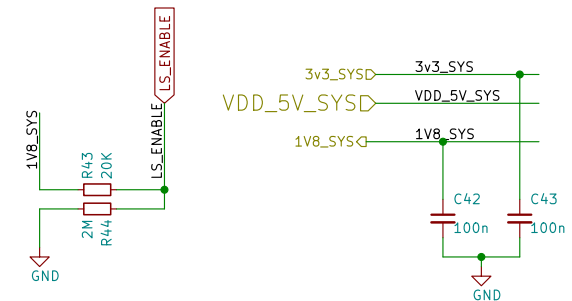 LS_ENABLE
LS_ENABLE
1V8_SYS
R43
20K
2M
R44
GND
3v3_SYS
3v3_SYS
VDD_5V_SYS
VDD_5V_SYS
1V8_SYS
1V8_SYS
C42
100n
C43
100n
GND